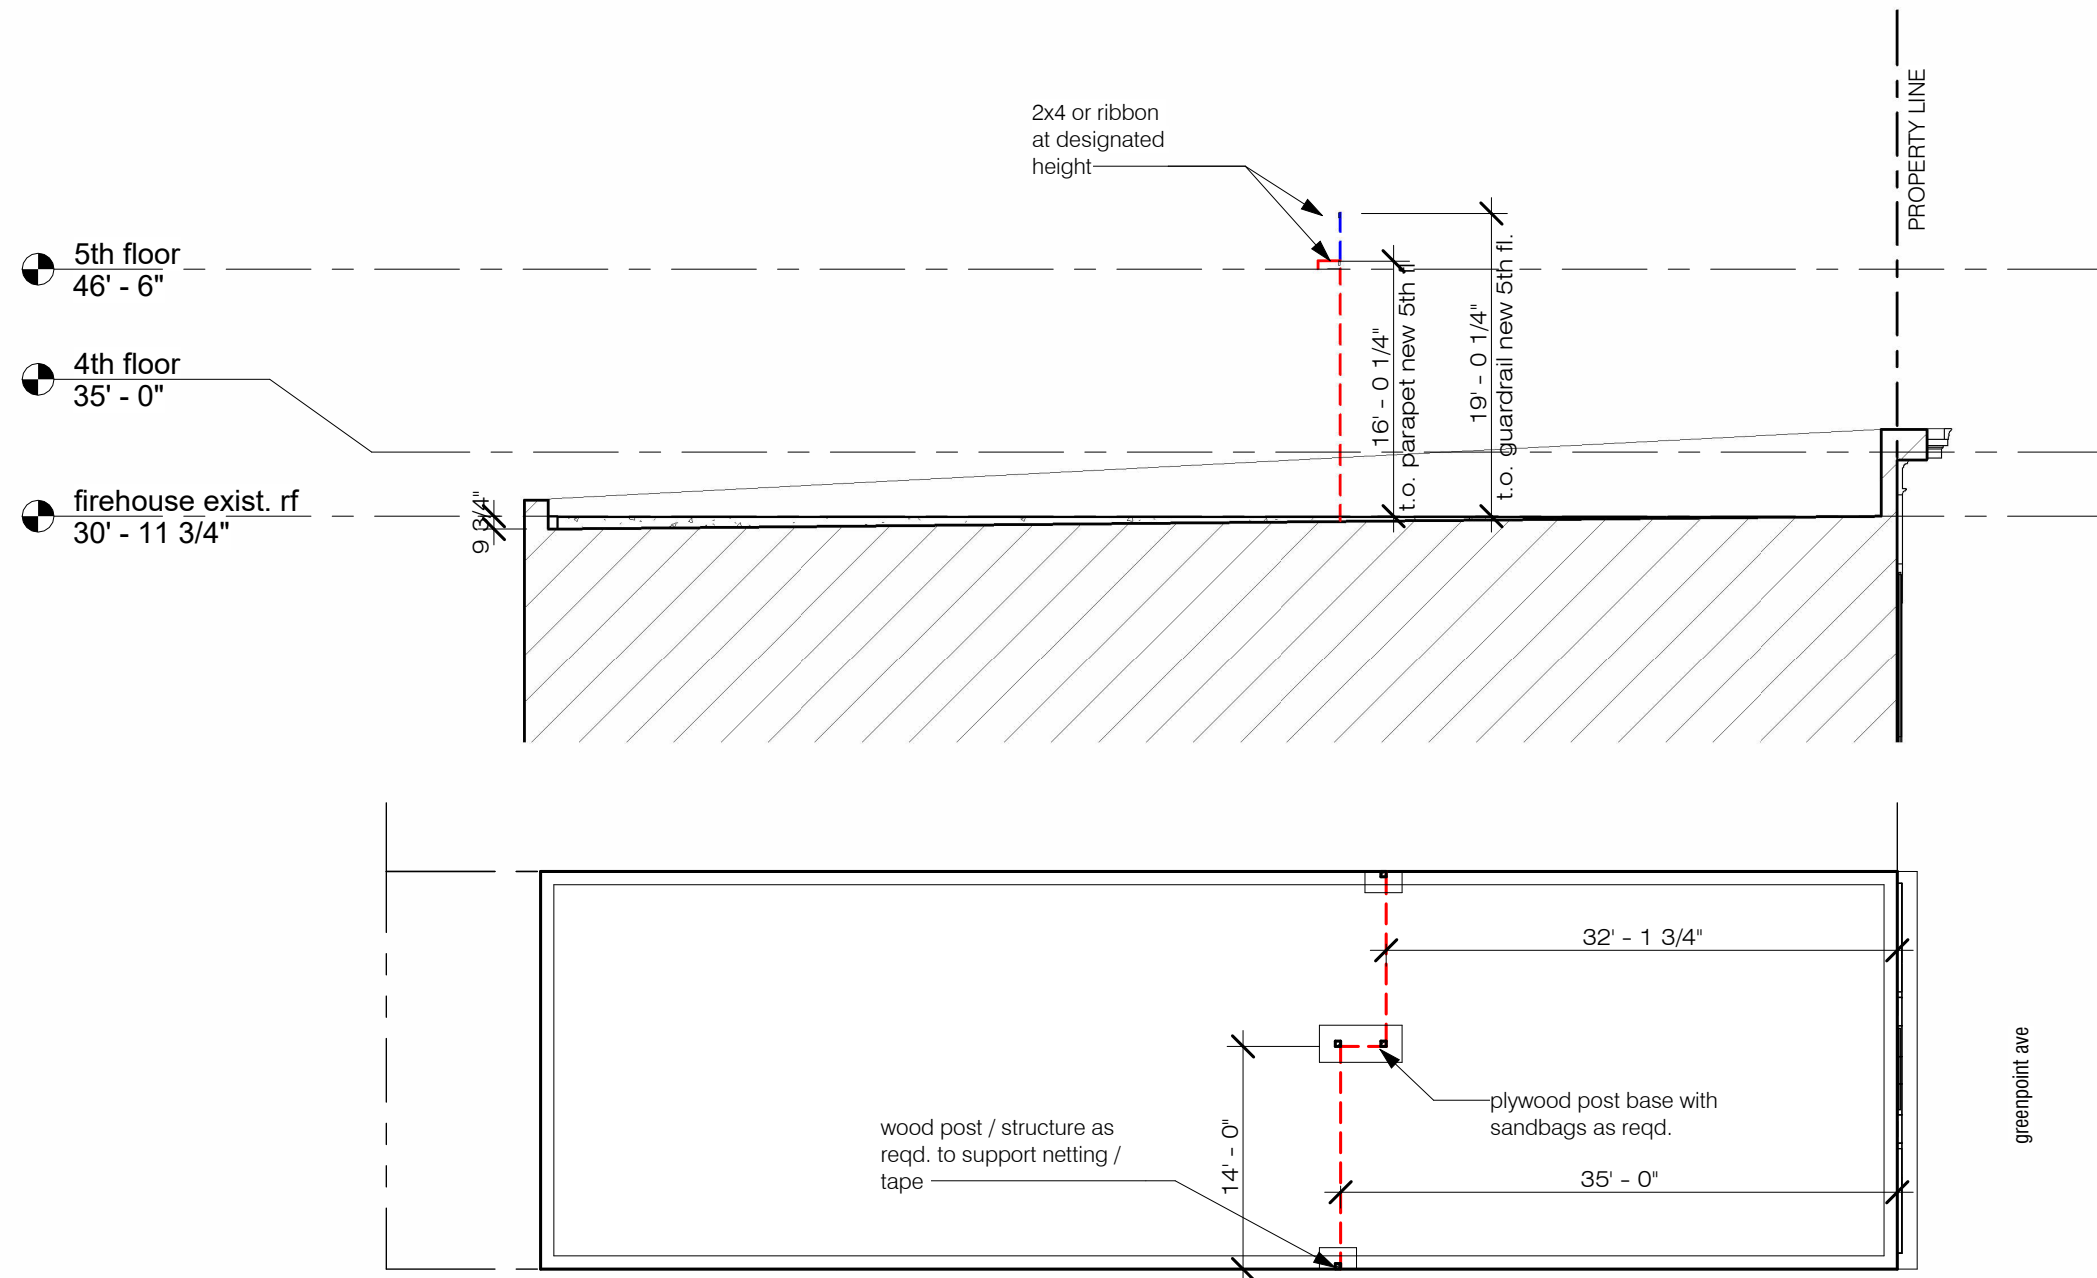 2x4 or ribbon
at designated
height
PROPERTY LINE
5th floor
46' - 6"
4th floor
35' - 0"
firehouse exist. rf
30' - 11 3/4"
9 3/4"
16' - 0 1/4"
t.o. parapet new 5th
19' - 0 1/4"
t.o. guardrail new 5th fl.
32' - 1 3/4"
plywood post base with
sandbags as reqd.
wood post / structure as
reqd. to support netting /
tape
14' - 0"
35' - 0"
greenpoint ave